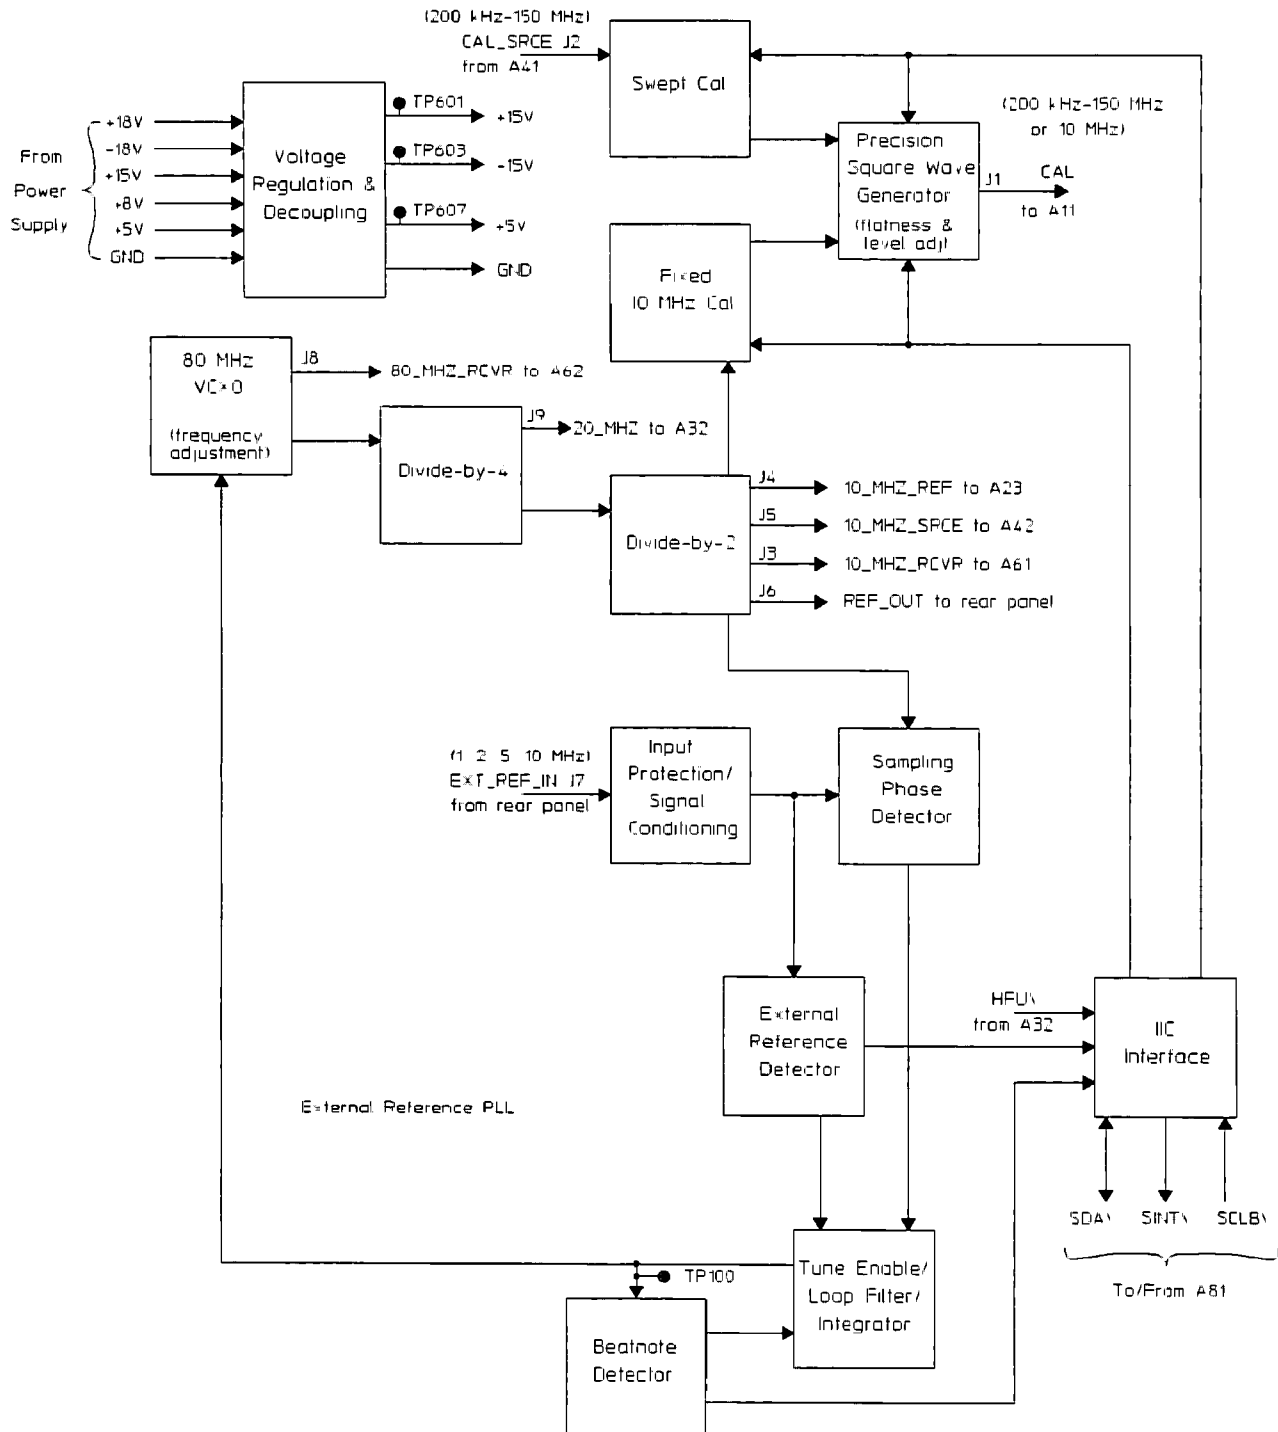 (200 kHz-150 MHz)
CAL_SRCE J2
from A41
Swept Cal
(200 kHz-150 MHz
or 10 MHz)
Precision
Square Wave
Generator
(flatness &
level adj)
J1
CAL
to A11
From
Power
Supply
+18V
-18V
+15V
+8V
+5V
GND
Voltage
Regulation &
Decoupling
TP601
+15V
TP603
-15V
TP607
+5V
GND
Fixed
10 MHz Cal
80 MHz
VCXO
(frequency
adjustment)
J8
80_MHZ_RCVR to A62
Divide-by-4
J9
20_MHZ to A32
Divide-by-2
J4
10_MHZ_REF to A23
J5
10_MHZ_SRCE to A42
J3
10_MHZ_RCVR to A61
J6
REF_OUT to rear panel
(1 2 5 10 MHz)
EXT_REF_IN J7
from rear panel
Input
Protection/
Signal
Conditioning
Sampling
Phase
Detector
External
Reference
Detector
from A32
IIC
Interface
External Reference PLL
SDA\
SINT\
SCLB\
To/From A81
TP100
Tune Enable/
Loop Filter/
Integrator
Beatnote
Detector